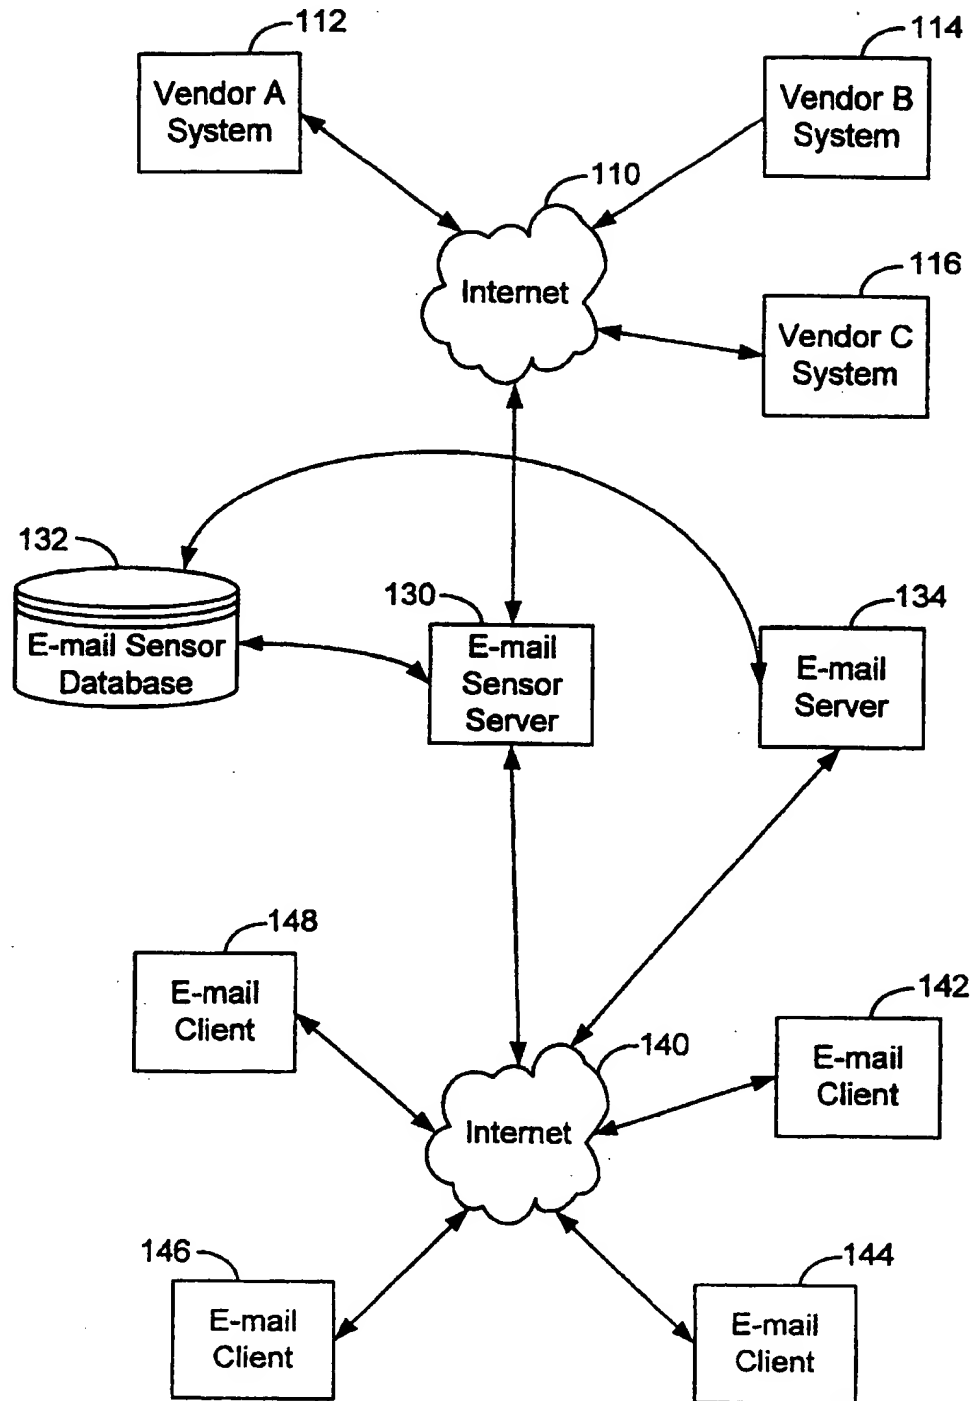 112
Vendor A
System
114
Vendor B
System
110
Internet
116
Vendor C
System
132
E-mail Sensor
Database
130
E-mail
Sensor
Server
134
E-mail
Server
148
E-mail
Client
142
E-mail
Client
140
Internet
146
E-mail
Client
144
E-mail
Client